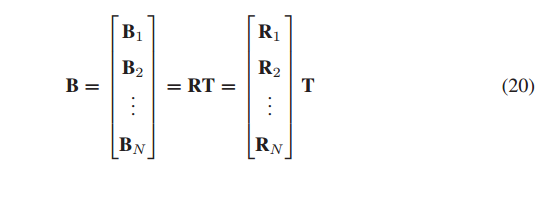 B = [B₁ B₂ ⋮ B_N] = RT = [R₁ R₂ ⋮ R_N] T (20)